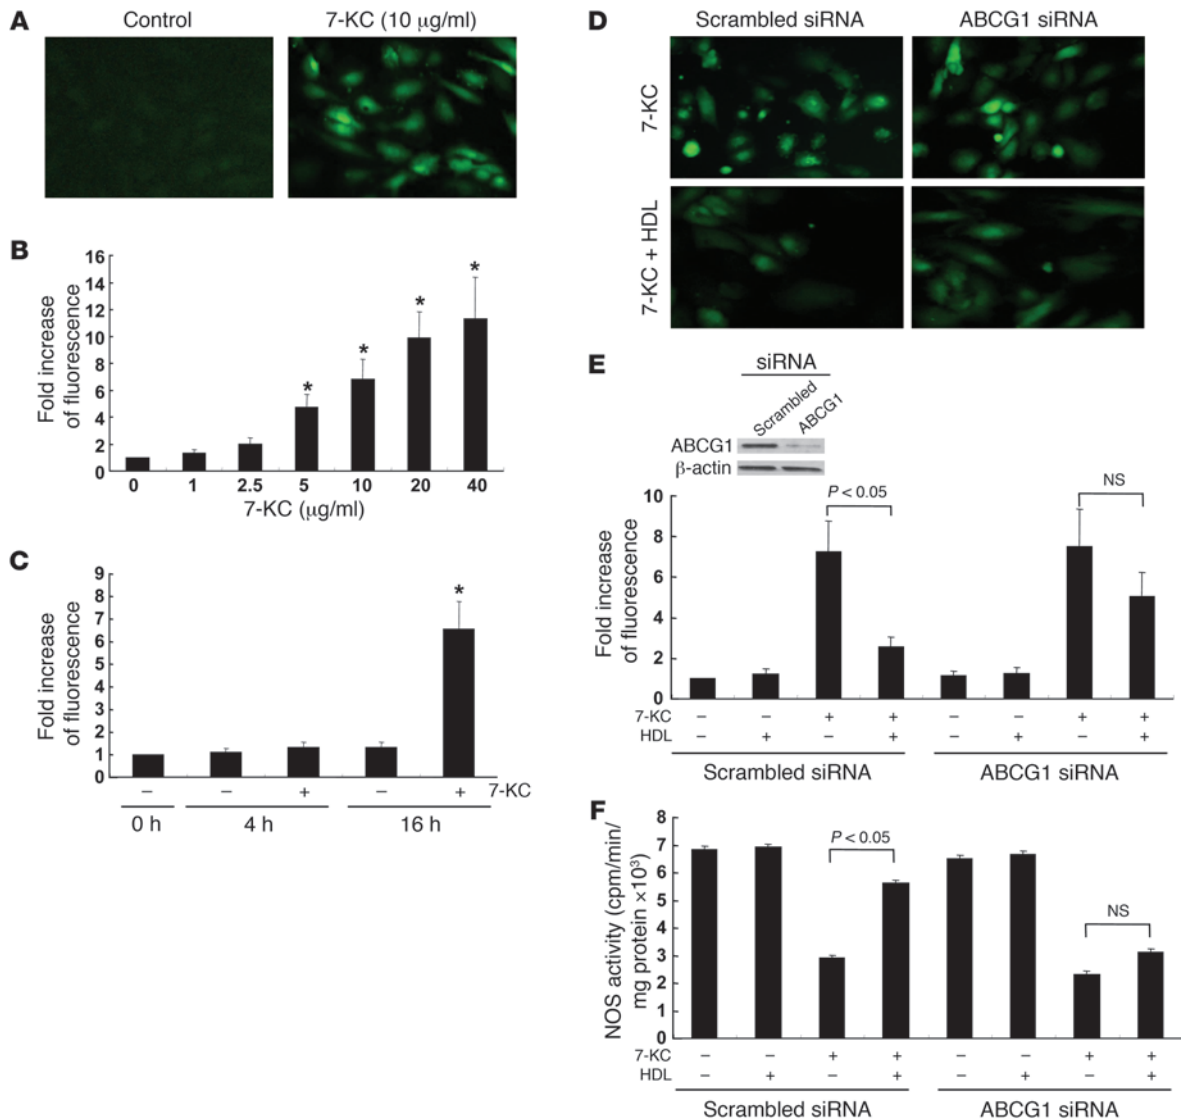 A
Control
7-KC (10 μg/ml)
B
Fold increase
of fluorescence
16
14
12
10
8
6
4
2
0
* * * *
0 1 2.5 5 10 20 40
7-KC (μg/ml)
C
Fold increase
of fluorescence
9
8
7
6
5
4
3
2
1
0
*
– – + – + 7-KC
0 h 4 h 16 h
D
Scrambled siRNA
ABCG1 siRNA
7-KC
7-KC + HDL
E
siRNA
Scrambled
ABCG1
ABCG1
β-actin
Fold increase
of fluorescence
10
8
6
4
2
0
P < 0.05
NS
7-KC – – + + – – + +
HDL – + – + – + – +
Scrambled siRNA ABCG1 siRNA
F
NOS activity (cpm/min/
mg protein ×10³)
8
7
6
5
4
3
2
1
0
P < 0.05
NS
7-KC – – + + – – + +
HDL – + – + – + – +
Scrambled siRNA ABCG1 siRNA